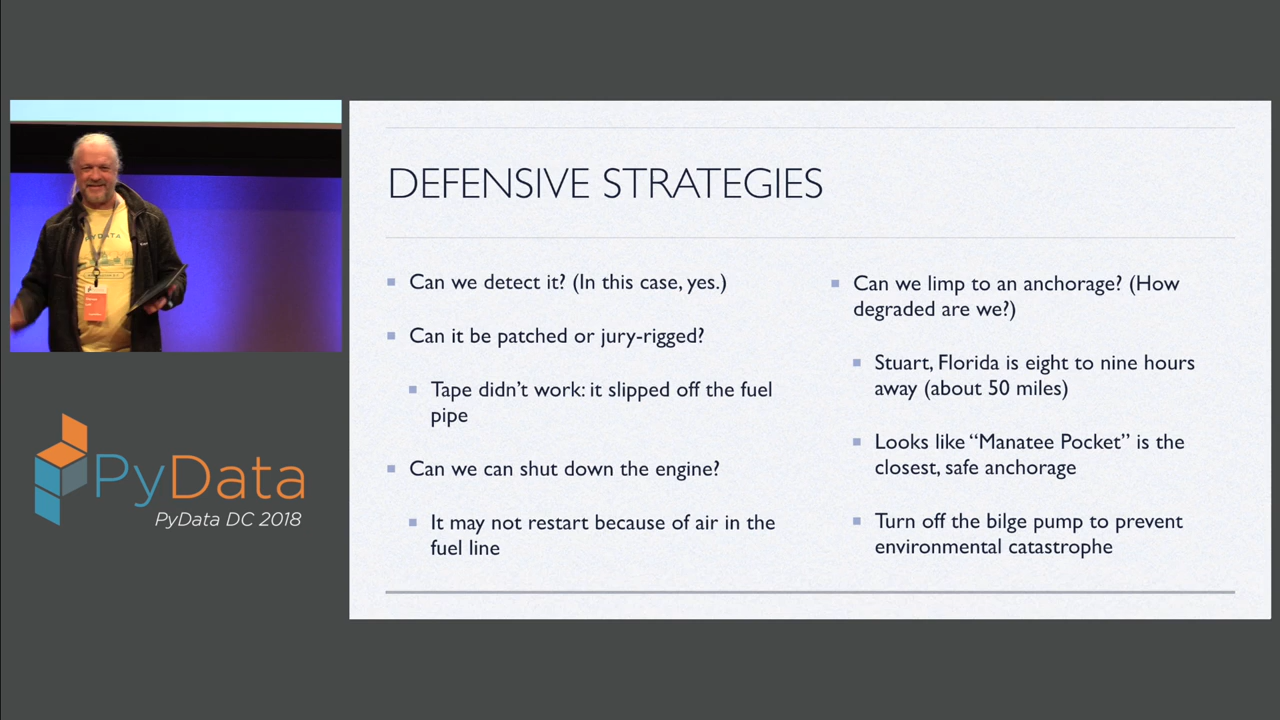 DEFENSIVE STRATEGIES
Can we detect it? (In this case, yes.)
Can it be patched or jury-rigged?
Tape didn’t work: it slipped off the fuel
pipe
Can we can shut down the engine?
It may not restart because of air in the
fuel line
Can we limp to an anchorage? (How
degraded are we?)
Stuart, Florida is eight to nine hours
away (about 50 miles)
Looks like “Manatee Pocket” is the
closest, safe anchorage
Turn off the bilge pump to prevent
environmental catastrophe
PyData
PyData DC 2018
PYDATA